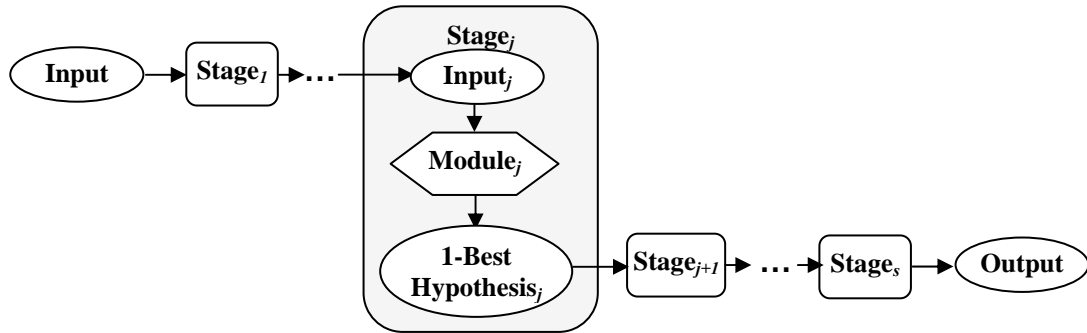 Stageⱼ
Input
Stage₁
...
Inputⱼ
Moduleⱼ
1-Best
Hypothesisⱼ
Stageⱼ₊₁
...
Stageₛ
Output